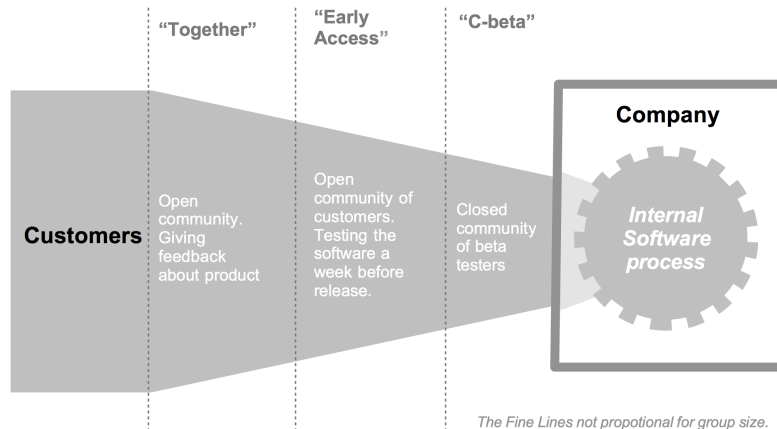 “Together”
“Early
Access”
“C-beta”
Company
Customers
Open
community.
Giving
feedback
about product
Open
community of
customers.
Testing the
software a
week before
release.
Closed
community
of beta
testers
Internal
Software
process
The Fine Lines not propotional for group size.